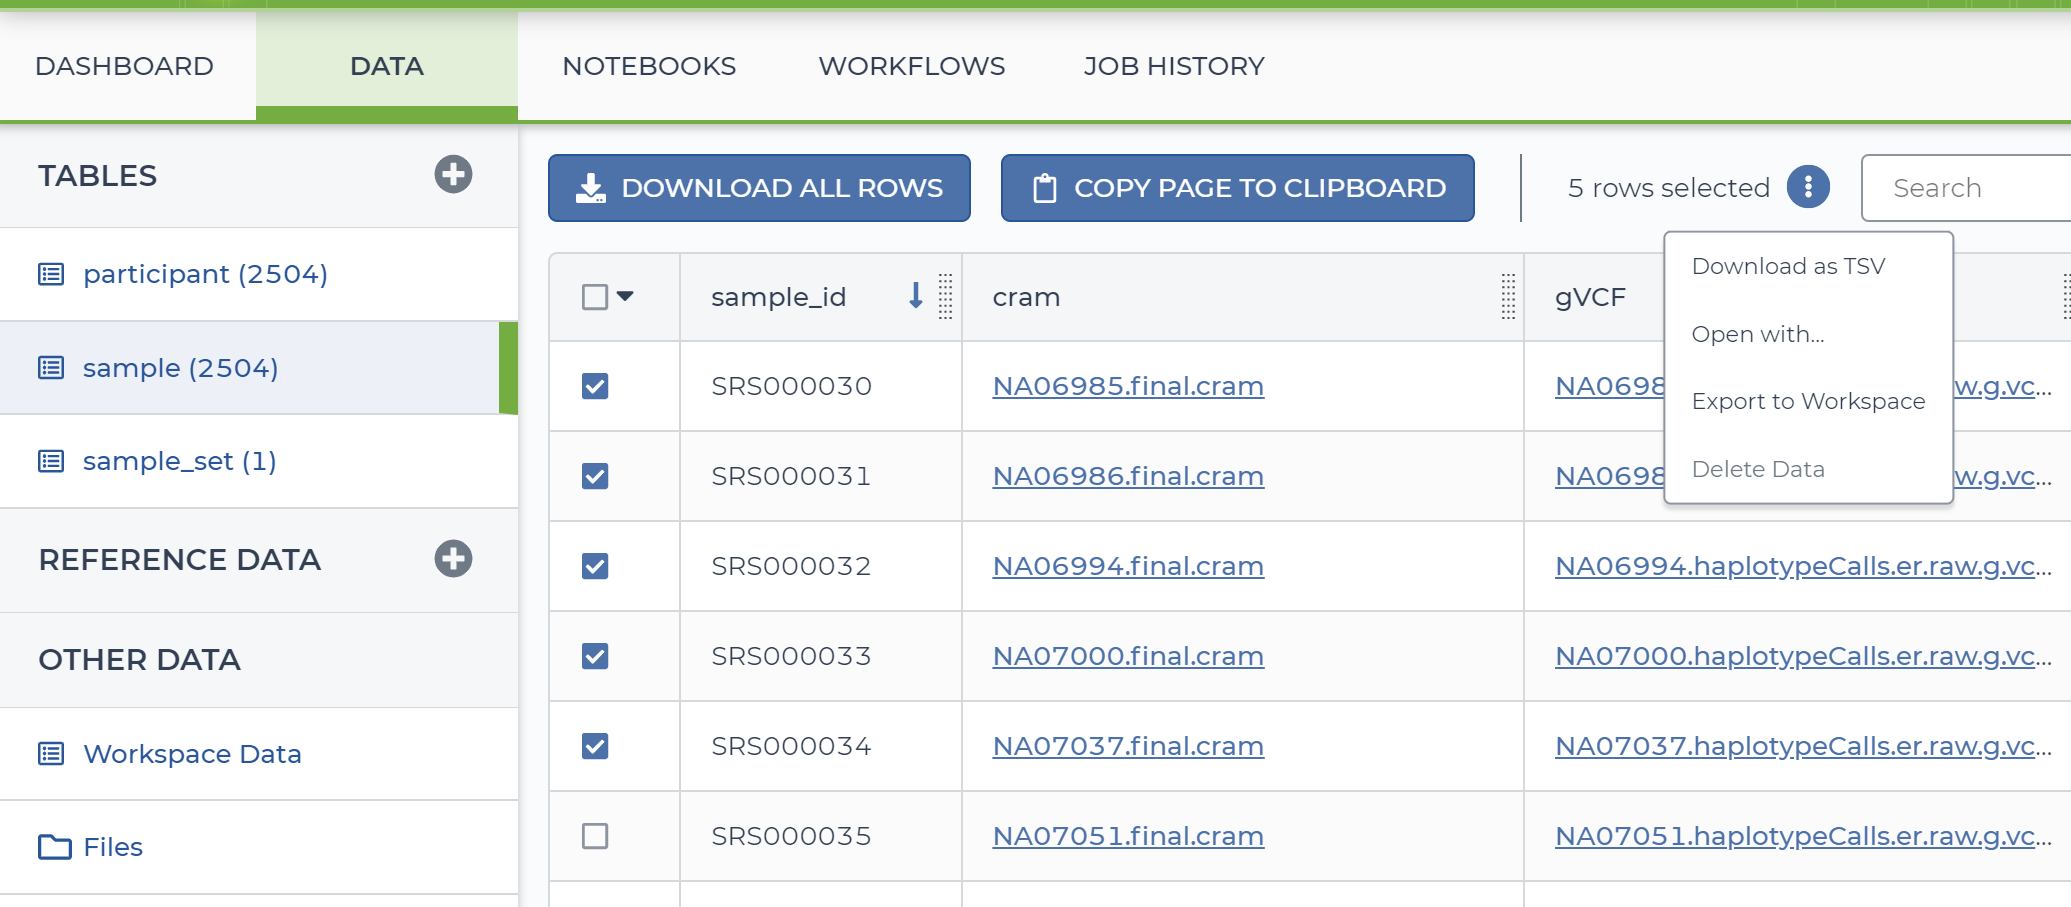 DASHBOARD DATA NOTEBOOKS WORKFLOWS JOB HISTORY
TABLES
participant (2504)
sample (2504)
sample_set (1)
REFERENCE DATA
OTHER DATA
Workspace Data
Files
DOWNLOAD ALL ROWS COPY PAGE TO CLIPBOARD 5 rows selected Search
Download as TSV
Open with...
Export to Workspace
Delete Data
sample_id cram gVCF
SRS000030 NA06985.final.cram NA0698 w.g.vc...
SRS000031 NA06986.final.cram NA0698 w.g.vc...
SRS000032 NA06994.final.cram NA06994.haplotypeCalls.er.raw.g.vc...
SRS000033 NA07000.final.cram NA07000.haplotypeCalls.er.raw.g.vc...
SRS000034 NA07037.final.cram NA07037.haplotypeCalls.er.raw.g.vc...
SRS000035 NA07051.final.cram NA07051.haplotypeCalls.er.raw.g.vc...